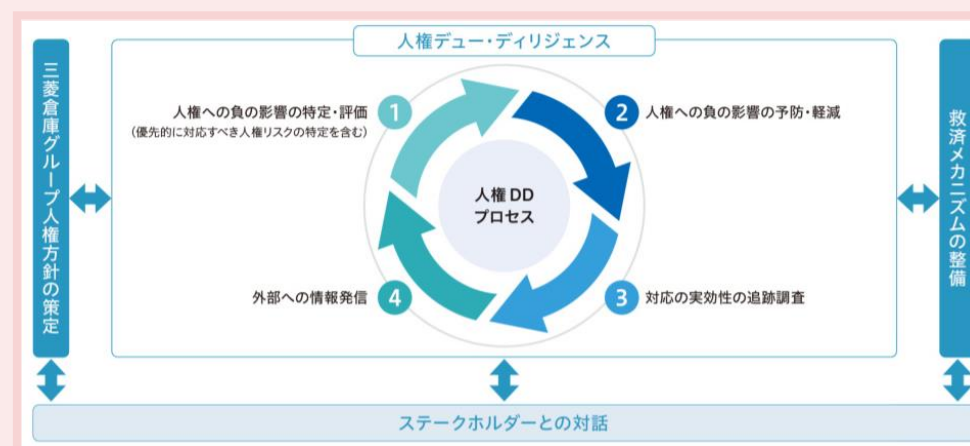 人権デュー・ディリジェンス
三菱倉庫グループ人権方針の策定
人権への負の影響の特定・評価
(優先的に対応すべき人権リスクの特定を含む)
1
2
人権への負の影響の予防・軽減
人権 DD
プロセス
外部への情報発信
4
3
対応の実効性の追跡調査
救済メカニズムの整備
ステークホルダーとの対話